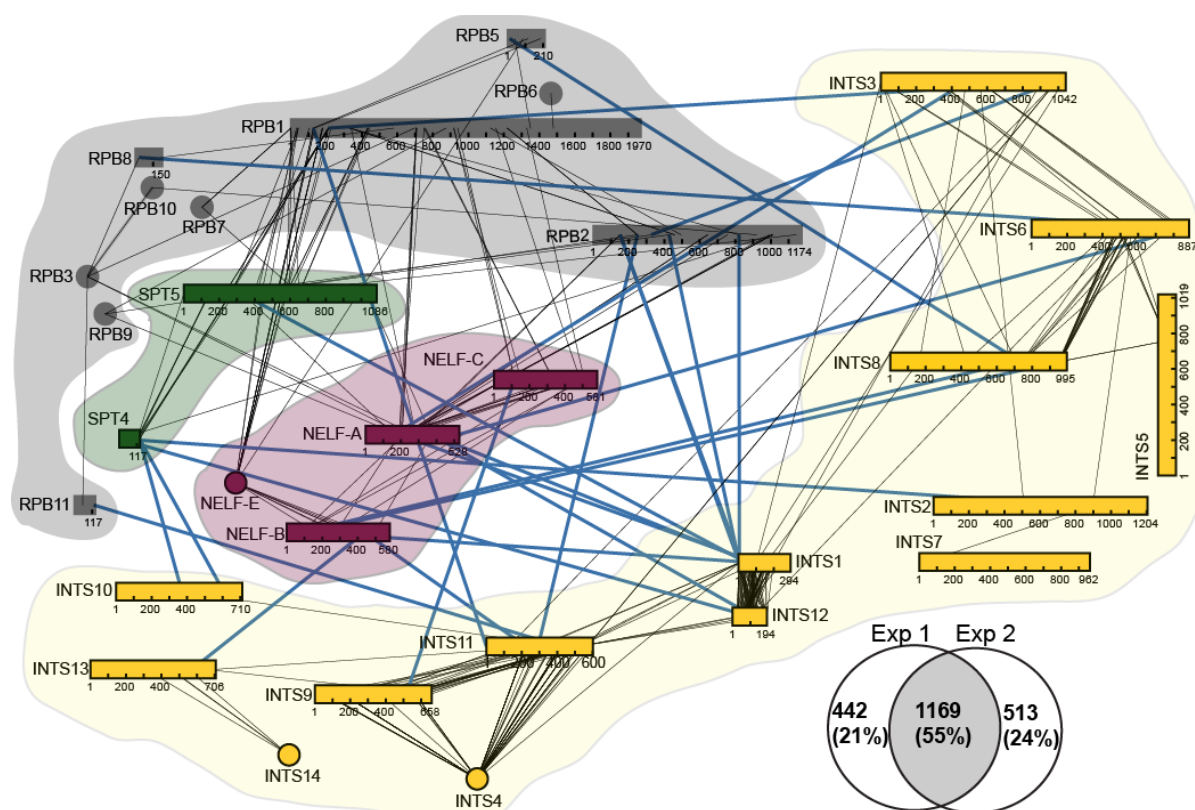 RPB5
1 210
RPB6
INTS3
1 200 400 600 800 1042
RPB1
1 200 400 600 800 1000 1200 1400 1600 1800 1970
RPB8
150
RPB10
RPB7
RPB2
1 200 400 600 1000 1174
INTS6
1 200 400 600 887
RPB3
SPT5
1 200 400 600 800 1086
RPB9
INTS5
1 200 400 600 800 1019
NELF-C
1 200 400 581
INTS8
1 200 400 600 800 995
SPT4
117
NELF-A
1 200 528
NELF-E
RPB11
117
NELF-B
1 200 400 580
INTS2
1 200 400 600 800 1000 1204
INTS7
1 200 400 600 800 962
INTS1
294
INTS10
1 200 400 710
INTS12
1 194
INTS11
1 200 400 600
INTS13
1 200 400 706
INTS9
1 200 400 658
INTS14
INTS4
Exp 1 Exp 2
442 1169 513
(21%) (55%) (24%)